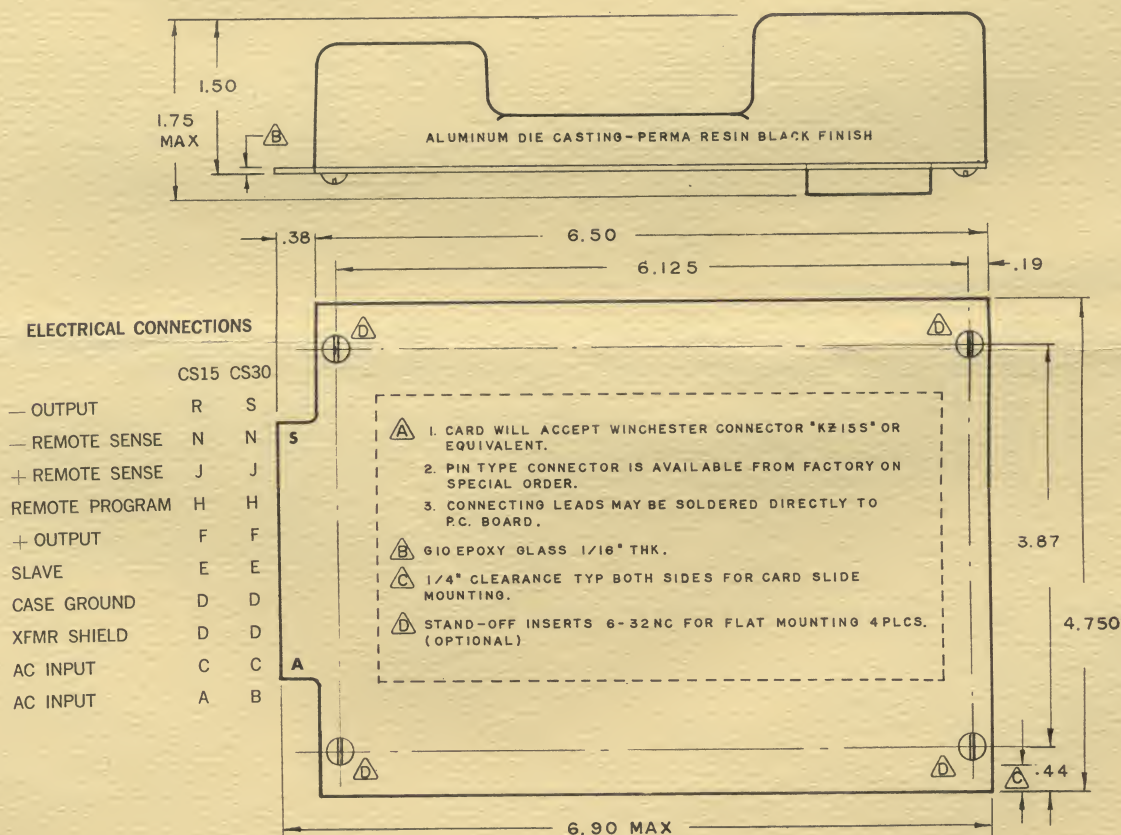 1.50
1.75
MAX
B
ALUMINUM DIE CASTING-PERMA RESIN BLACK FINISH
.38
6.50
6.125
.19
ELECTRICAL CONNECTIONS
CS15 CS30
— OUTPUT R S
— REMOTE SENSE N N
+ REMOTE SENSE J J
REMOTE PROGRAM H H
+ OUTPUT F F
SLAVE E E
CASE GROUND D D
XFMR SHIELD D D
AC INPUT C C
AC INPUT A B
D
D
S
A
A 1. CARD WILL ACCEPT WINCHESTER CONNECTOR "KZ15S" OR
EQUIVALENT.
2. PIN TYPE CONNECTOR IS AVAILABLE FROM FACTORY ON
SPECIAL ORDER.
3. CONNECTING LEADS MAY BE SOLDERED DIRECTLY TO
P.C. BOARD.
B G10 EPOXY GLASS 1/16" THK.
C 1/4" CLEARANCE TYP BOTH SIDES FOR CARD SLIDE
MOUNTING.
D STAND-OFF INSERTS 6-32NC FOR FLAT MOUNTING 4PLCS.
(OPTIONAL)
3.87
4.750
D
D
C .44
6.90 MAX